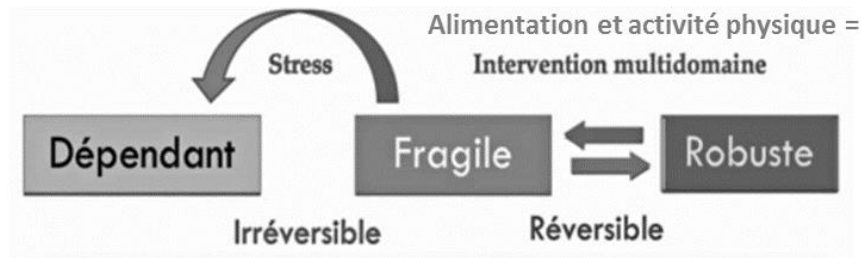 Alimentation et activité physique =
Stress
Intervention multidomaine
Dépendant
Fragile
Robuste
Irréversible
Réversible